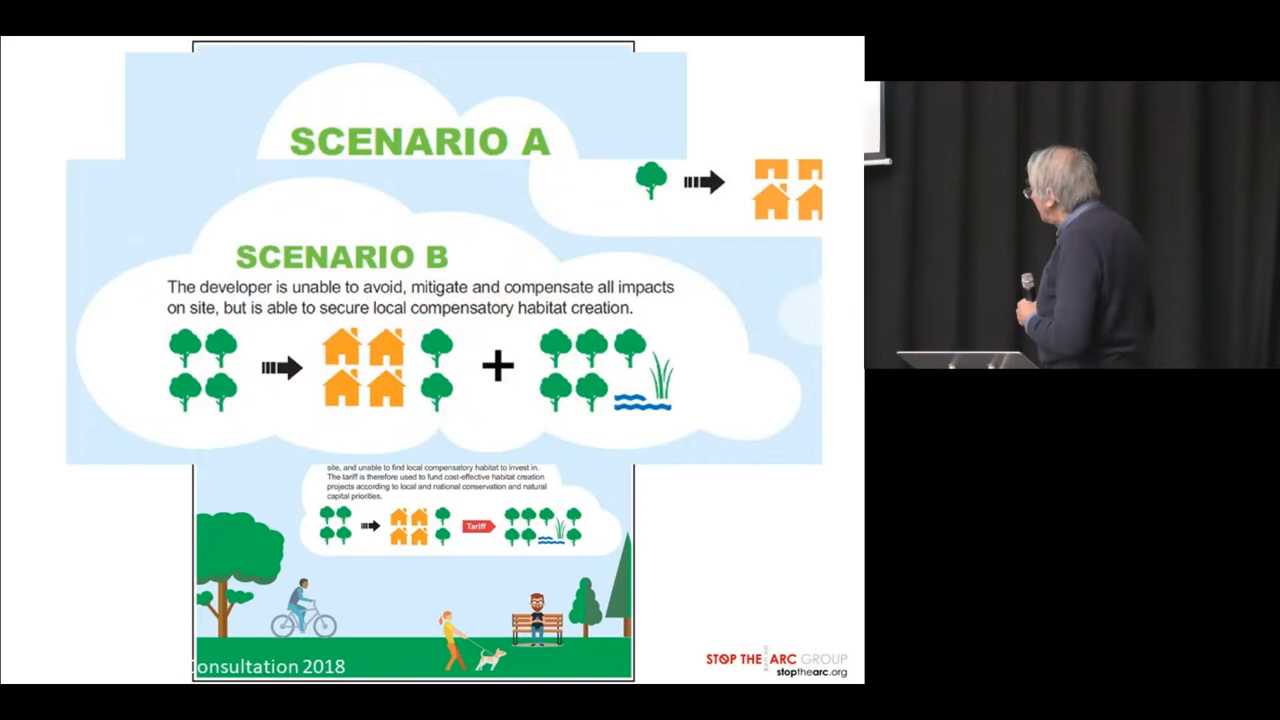 SCENARIO A
SCENARIO B
The developer is unable to avoid, mitigate and compensate all impacts
on site, but is able to secure local compensatory habitat creation.
site, and unable to find local compensatory habitat to invest in.
The tariff is therefore used to fund cost-effective habitat creation
projects according to local and national conservation and natural
capital priorities.
Tariff
onsultation 2018
STOP THE ARC GROUP
stopthearc.org